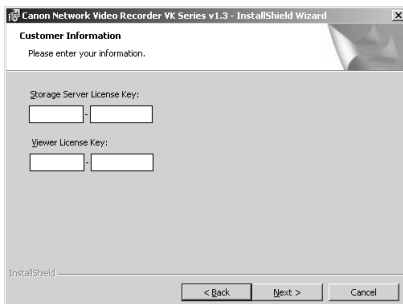 Canon Network Video Recorder VK Series v1.3 - InstallShield Wizard
Customer Information
Please enter your information.
Storage Server License Key:
-
Viewer License Key:
-
InstallShield
< Back Next > Cancel